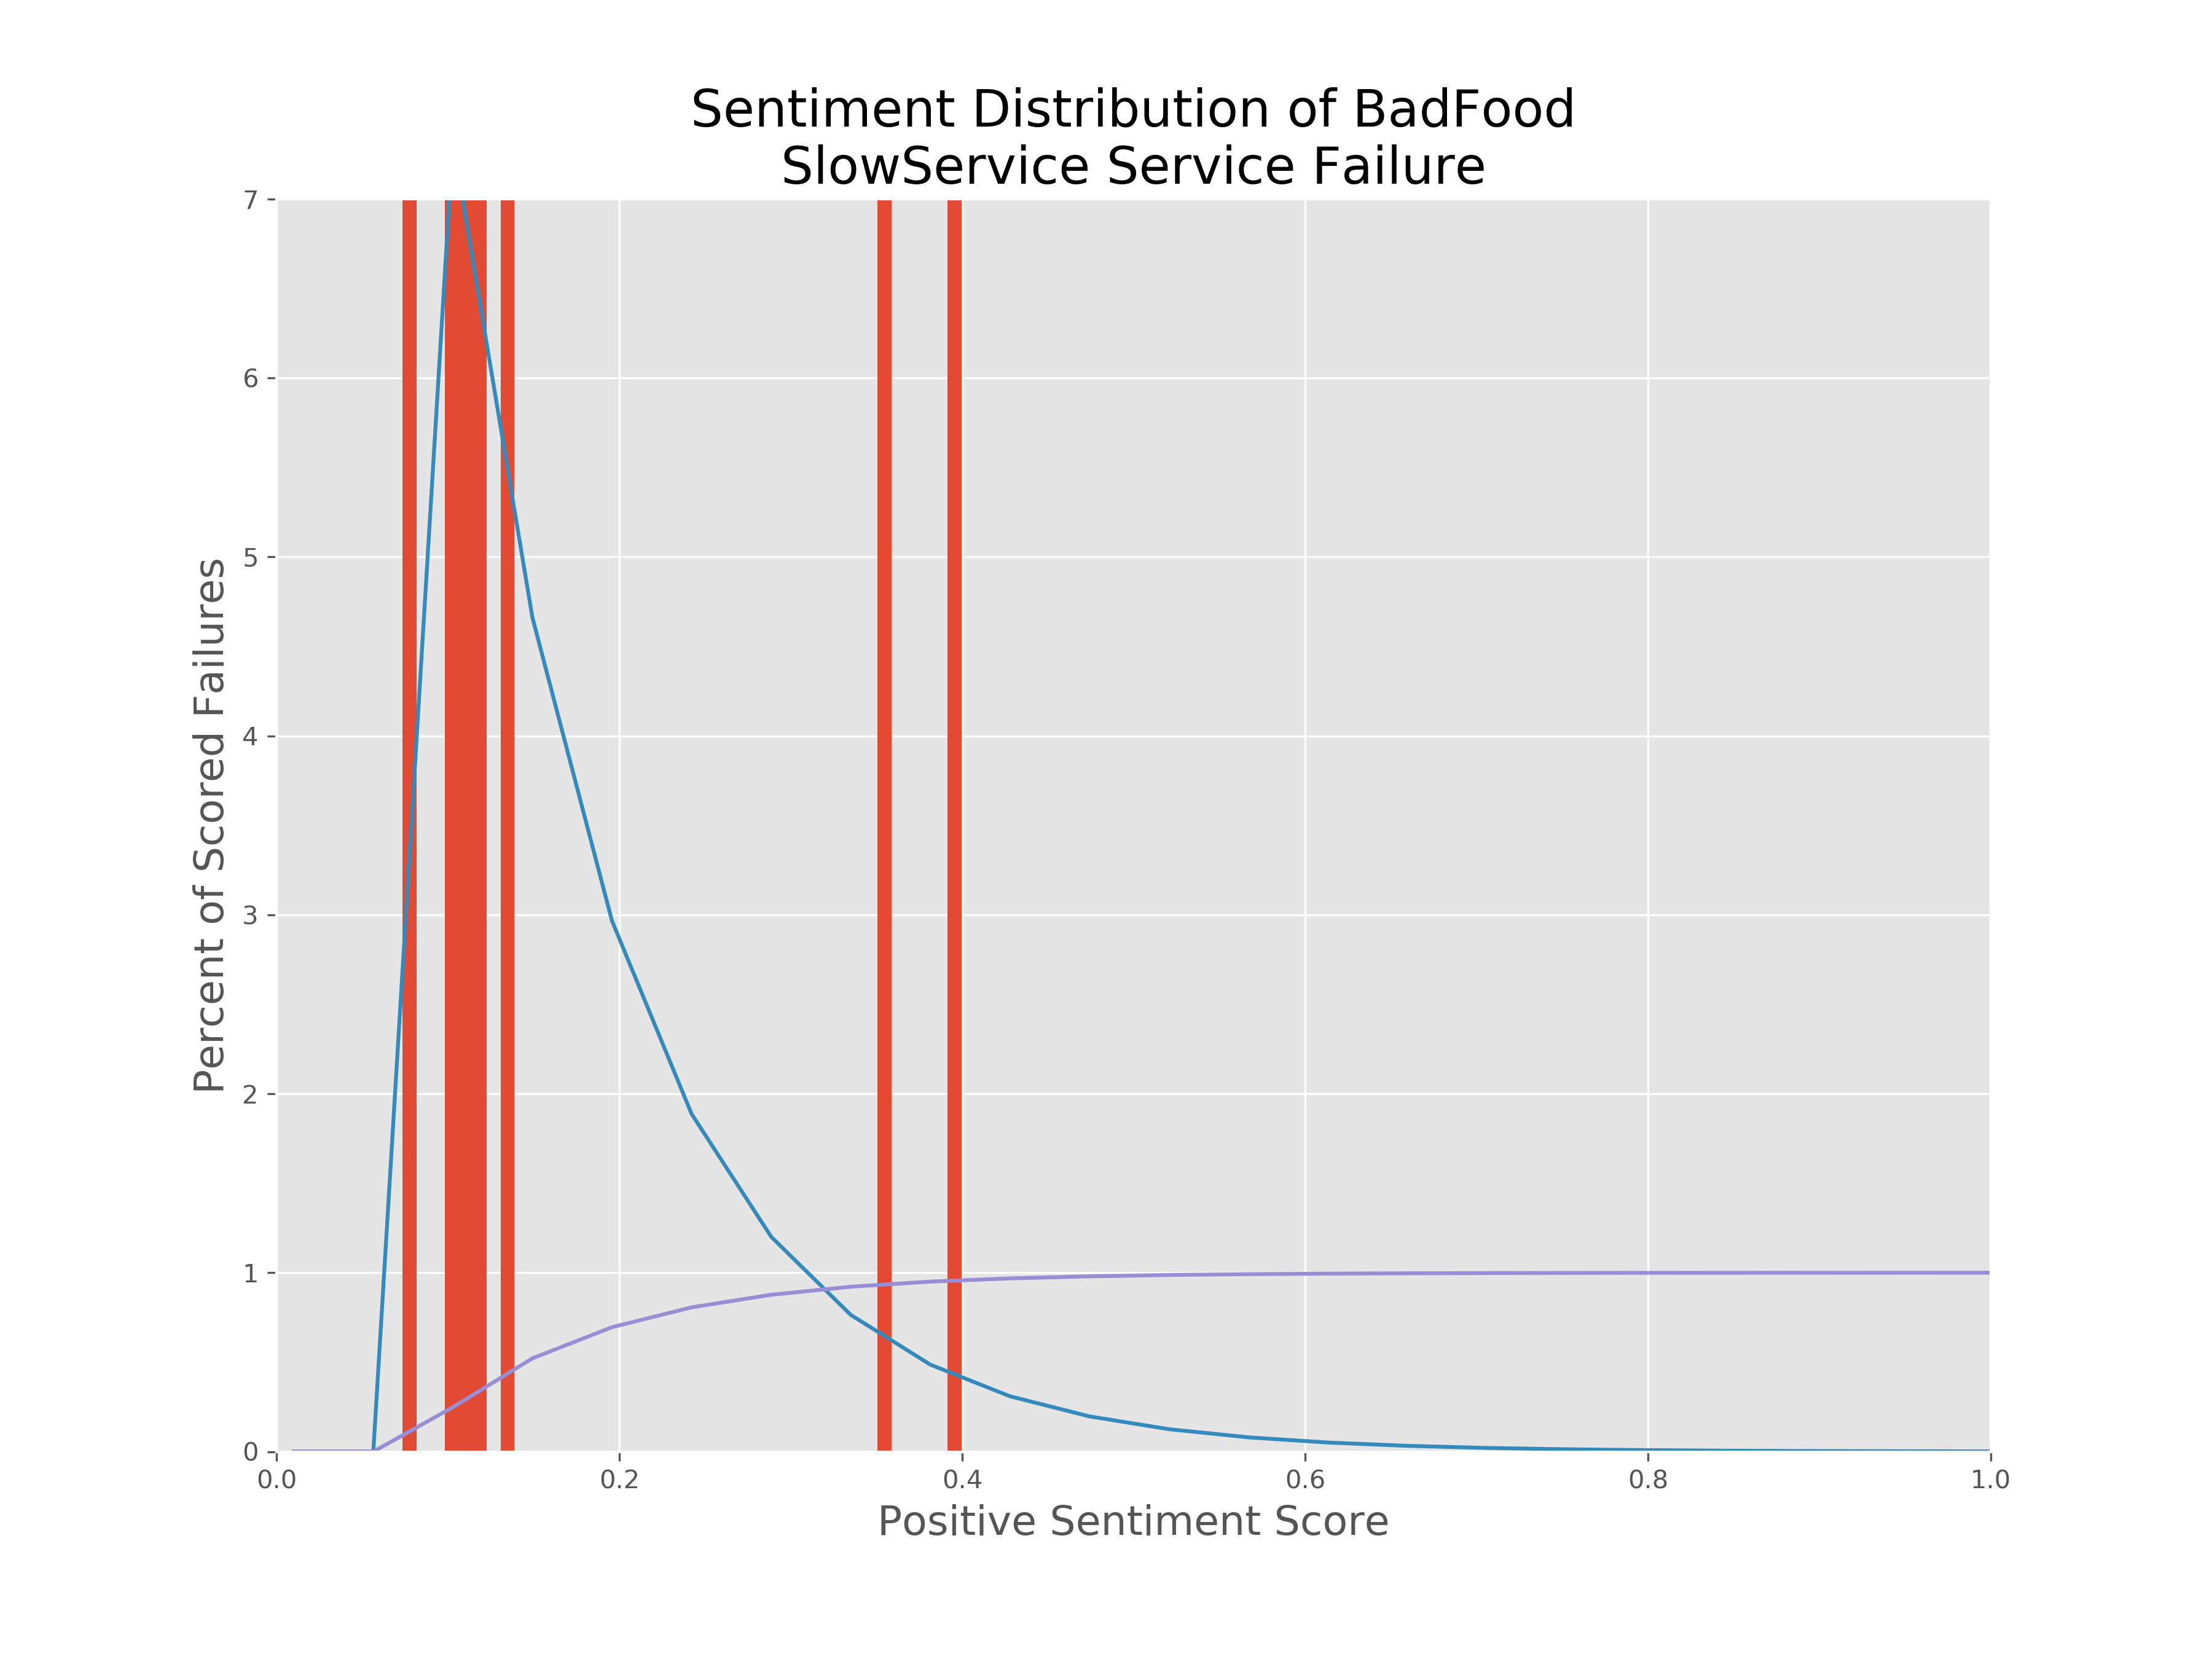 Sentiment Distribution of BadFood
SlowService Service Failure
7
6
5
4
3
2
1
0
Percent of Scored Failures
0.0 0.2 0.4 0.6 0.8 1.0
Positive Sentiment Score